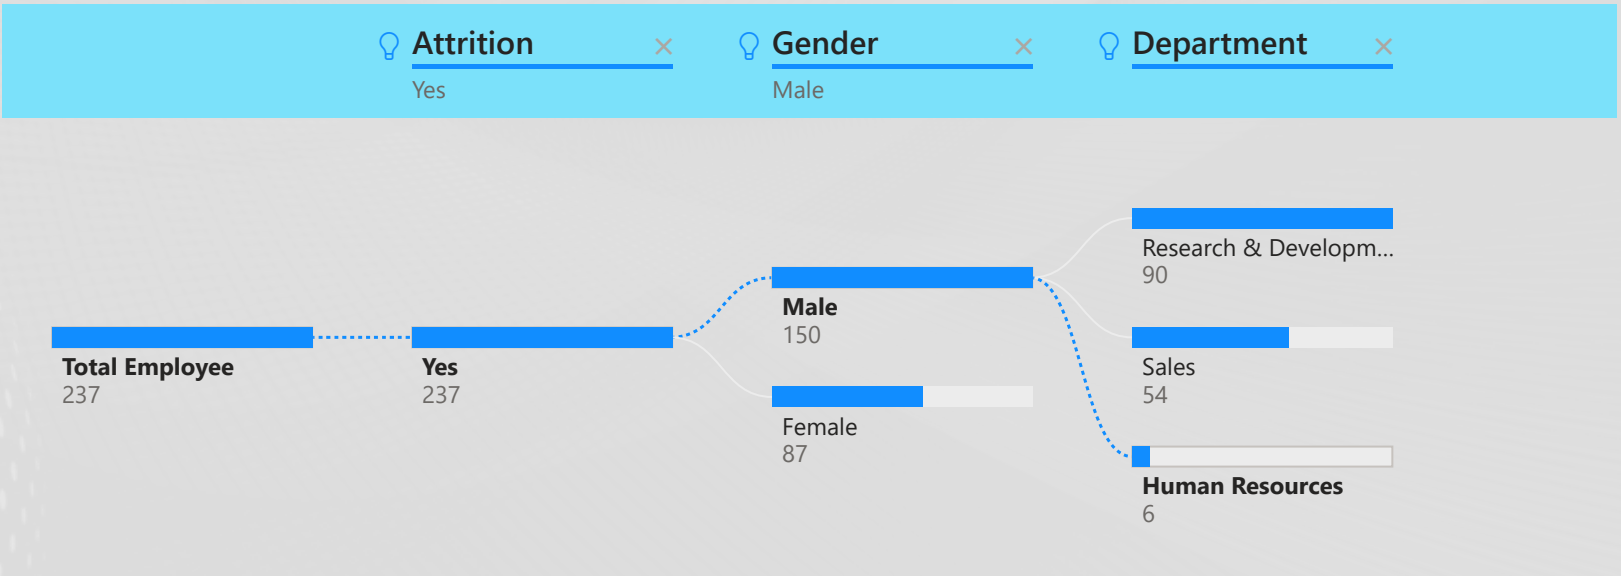 Attrition
Gender
Department
Yes
Male
Research & Developm...
90
Male
150
Total Employee
237
Yes
237
Sales
54
Female
87
Human Resources
6